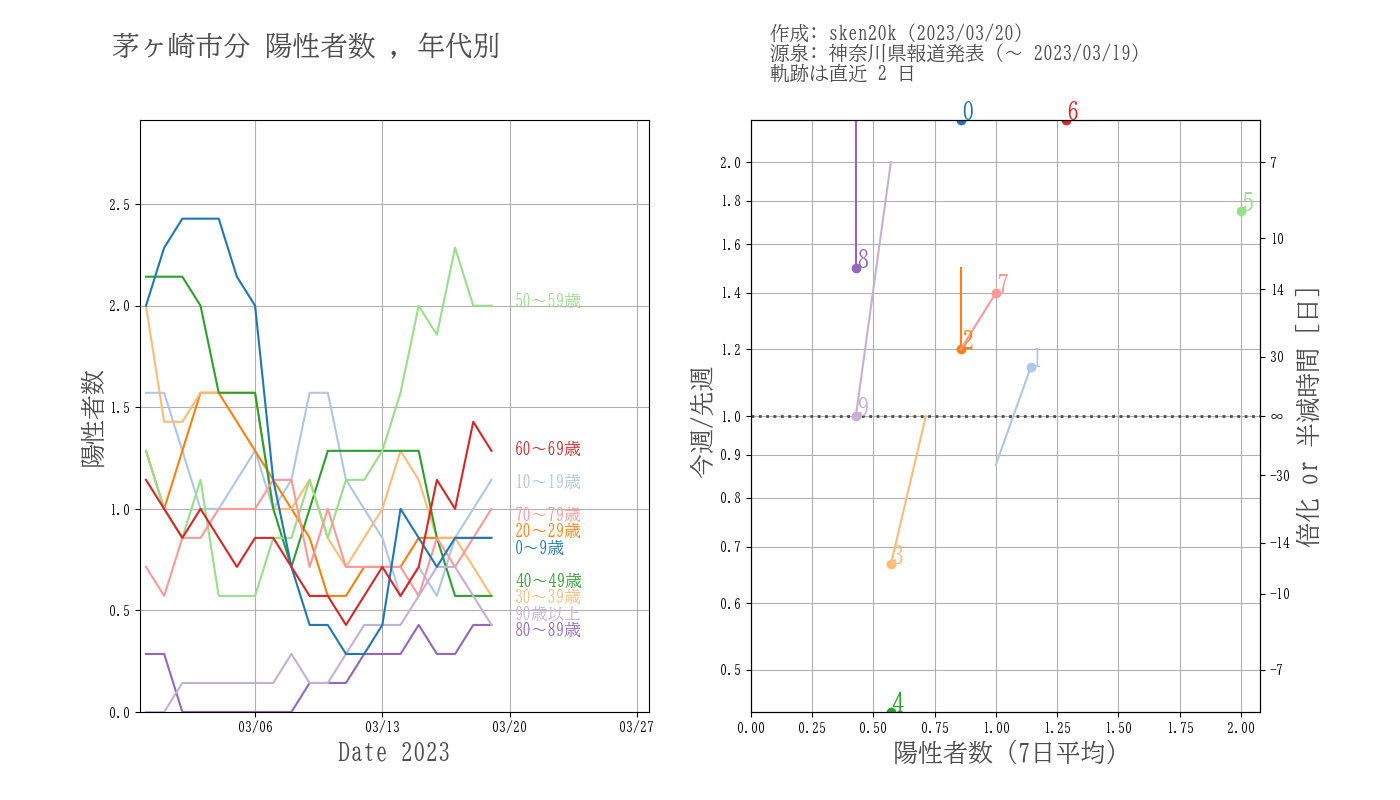 茅ヶ崎市分 陽性者数 , 年代別
作成: sken20k (2023/03/20)
源泉: 神奈川県報道発表 (〜 2023/03/19)
軌跡は直近 2 日
陽性者数
2.5
2.0
1.5
1.0
0.5
0.0
03/06
03/13
03/20
03/27
Date 2023
50〜59歳
60〜69歳
10〜19歳
70〜79歳
20〜29歳
0〜9歳
40〜49歳
30〜39歳
90歳以上
80〜89歳
今週/先週
2.0
1.8
1.6
1.4
1.2
1.0
0.9
0.8
0.7
0.6
0.5
0
6
5
8
7
2
1
9
3
4
0.00
0.25
0.50
0.75
1.00
1.25
1.50
1.75
2.00
陽性者数 (7日平均)
7
10
14
30
∞
−30
−14
−10
−7
倍化 or 半減時間 [日]